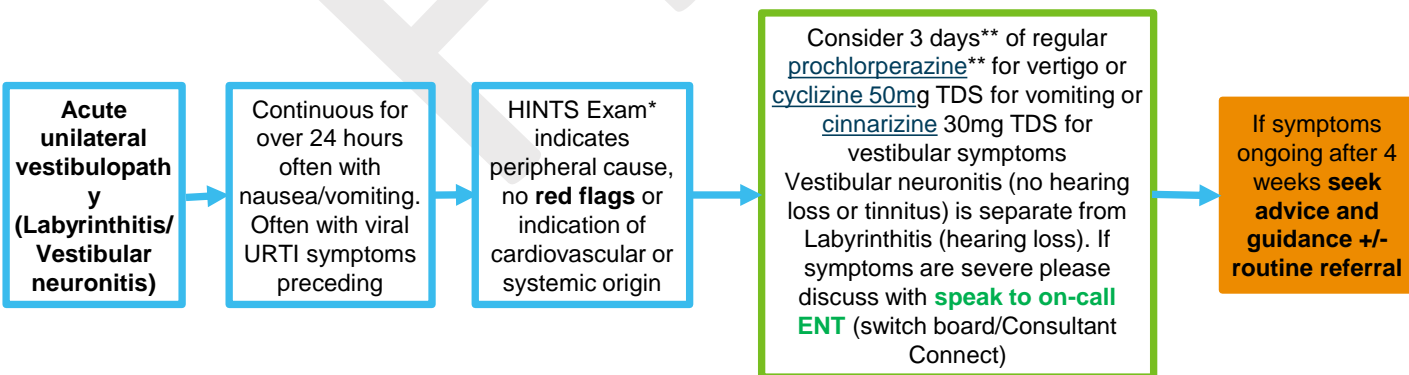 Acute
unilateral
vestibulopath
y
(Labyrinthitis/
Vestibular
neuronitis)
Continuous for
over 24 hours
often with
nausea/vomiting.
Often with viral
URTI symptoms
preceding
HINTS Exam*
indicates
peripheral cause,
no red flags or
indication of
cardiovascular or
systemic origin
Consider 3 days** of regular
prochlorperazine** for vertigo or
cyclizine 50mg TDS for vomiting or
cinnarizine 30mg TDS for
vestibular symptoms
Vestibular neuronitis (no hearing
loss or tinnitus) is separate from
Labyrinthitis (hearing loss). If
symptoms are severe please
discuss with speak to on-call
ENT (switch board/Consultant
Connect)
If symptoms
ongoing after 4
weeks seek
advice and
guidance +/-
routine referral